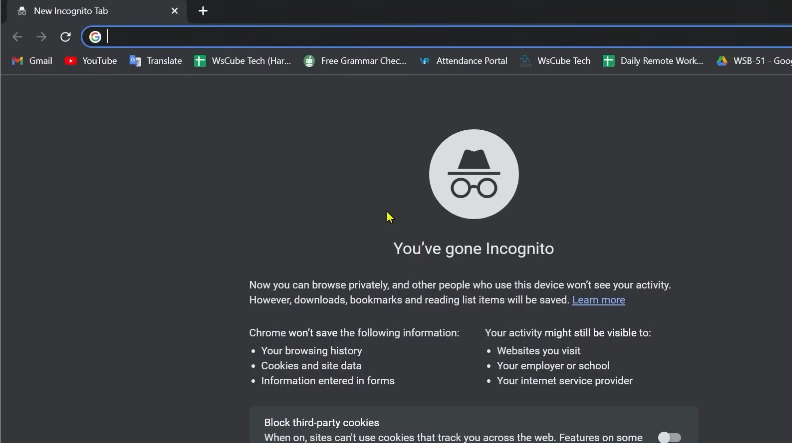 New Incognito Tab
Gmail YouTube Translate WsCube Tech (Har... Free Grammar Chec... Attendance Portal WsCube Tech Daily Remote Work... WSB-51 - Goog
You've gone Incognito
Now you can browse privately, and other people who use this device won't see your activity.
However, downloads, bookmarks and reading list items will be saved. Learn more
Chrome won't save the following information:
• Your browsing history
• Cookies and site data
• Information entered in forms
Your activity might still be visible to:
• Websites you visit
• Your employer or school
• Your internet service provider
Block third-party cookies
When on, sites can't use cookies that track you across the web. Features on some